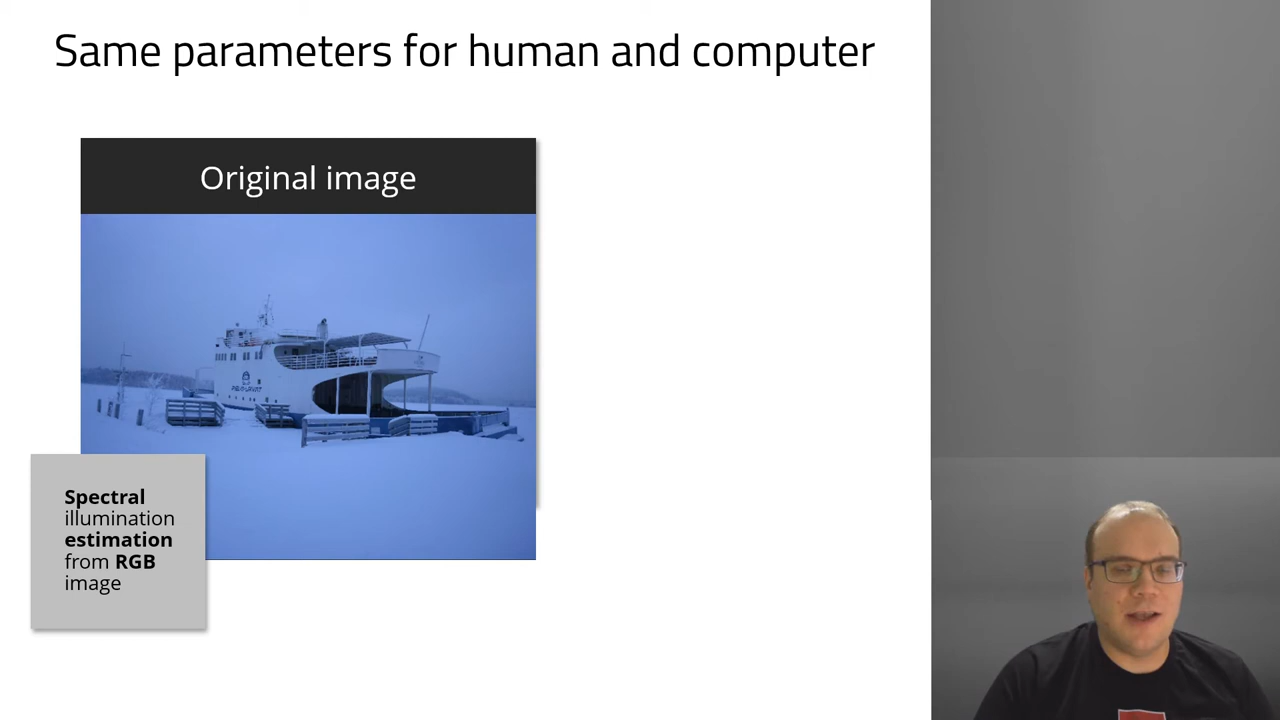 Same parameters for human and computer
Original image
Spectral
illumination
estimation
from RGB
image